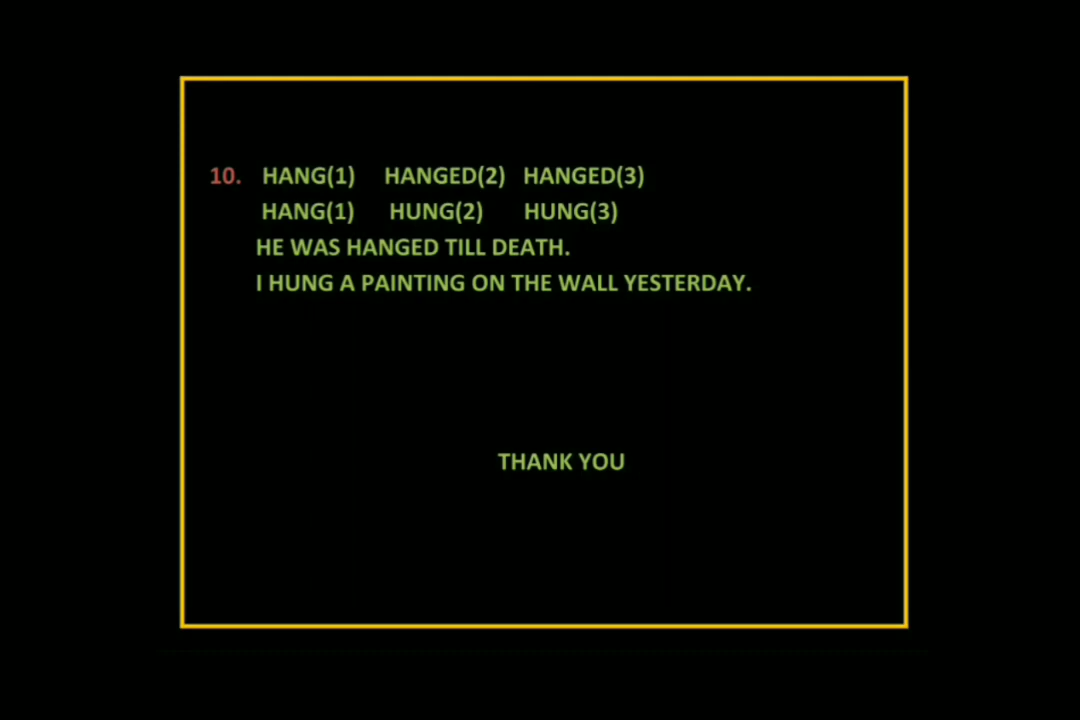 10. HANG(1) HANGED(2) HANGED(3)
HANG(1) HUNG(2) HUNG(3)
HE WAS HANGED TILL DEATH.
I HUNG A PAINTING ON THE WALL YESTERDAY.
THANK YOU